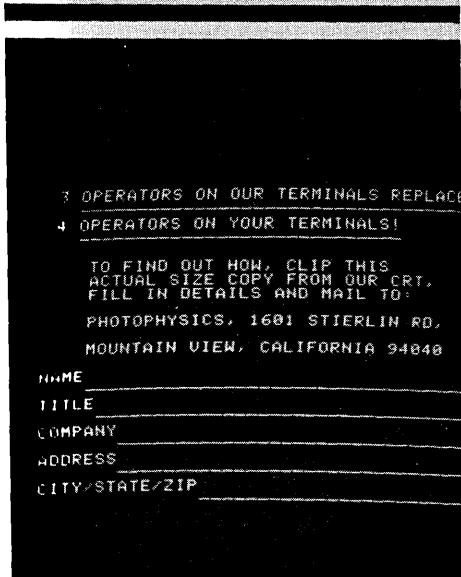 3 OPERATORS ON OUR TERMINALS REPLACE
4 OPERATORS ON YOUR TERMINALS!
TO FIND OUT HOW, CLIP THIS
ACTUAL SIZE COPY FROM OUR CRT,
FILL IN DETAILS AND MAIL TO:
PHOTOPHYSICS, 1601 STIERLIN RD,
MOUNTAIN VIEW, CALIFORNIA 94040
NAME
TITLE
COMPANY
ADDRESS
CITY/STATE/ZIP